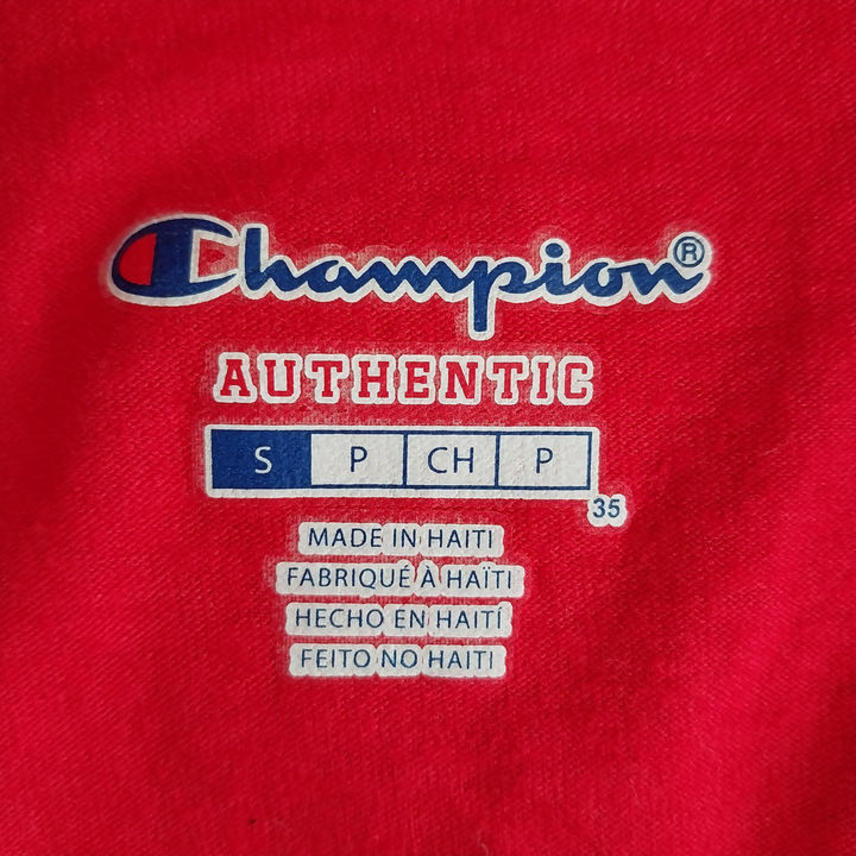 Champion®
AUTHENTIC
S P CH P
35
MADE IN HAITI
FABRIQUÉ À HAÏTI
HECHO EN HAITÍ
FEITO NO HAITI